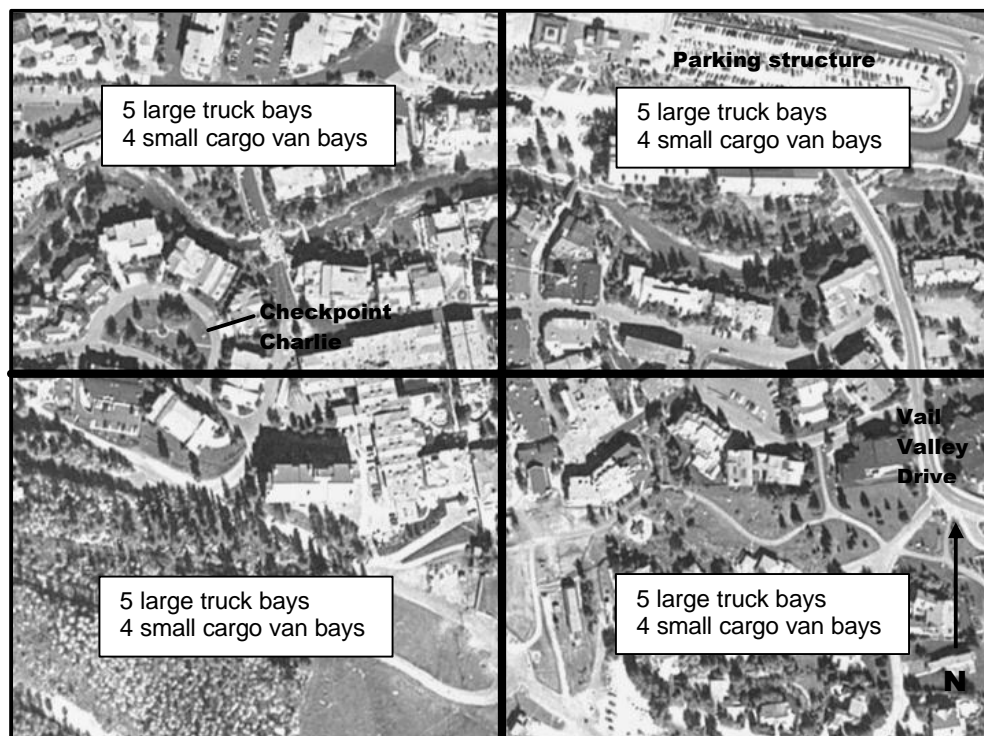 Parking structure
5 large truck bays
4 small cargo van bays
5 large truck bays
4 small cargo van bays
Checkpoint
Charlie
Vail
Valley
Drive
5 large truck bays
4 small cargo van bays
5 large truck bays
4 small cargo van bays
N